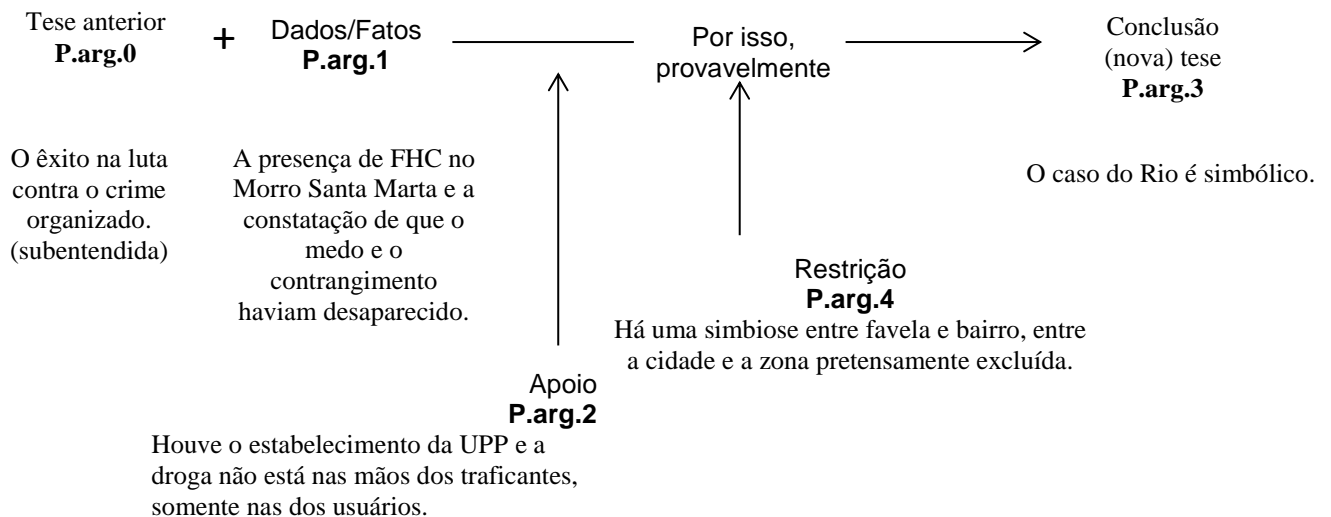 Tese anterior
P.arg.0
+
Dados/Fatos
P.arg.1
Por isso,
provavelmente
Conclusão
(nova) tese
P.arg.3
O êxito na luta
contra o crime
organizado.
(subentendida)
A presença de FHC no
Morro Santa Marta e a
constatação de que o
medo e o
contrangimento
haviam desaparecido.
O caso do Rio é simbólico.
Restrição
P.arg.4
Há uma simbiose entre favela e bairro, entre
a cidade e a zona pretensamente excluída.
Apoio
P.arg.2
Houve o estabelecimento da UPP e a
droga não está nas mãos dos traficantes,
somente nas dos usuários.